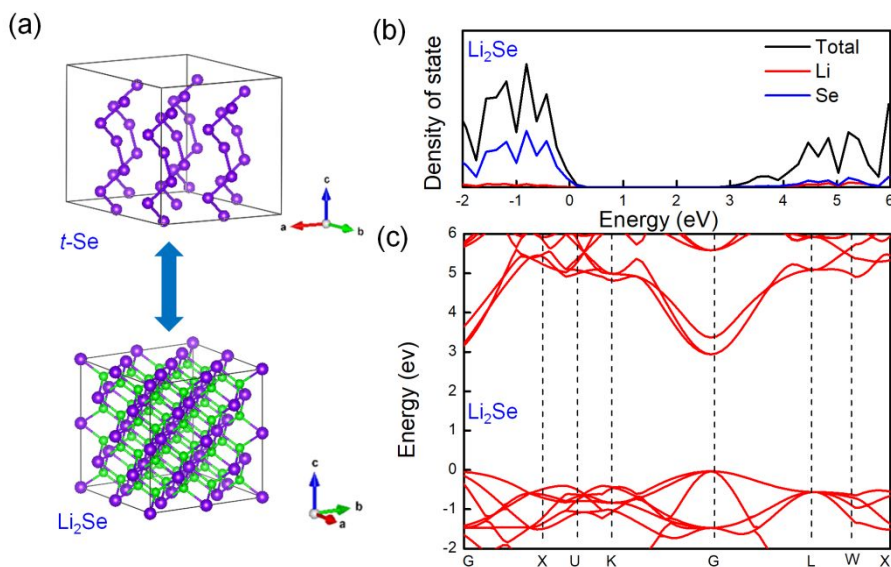 (a)
c
a
b
t-Se
c
b
a
Li₂Se
(b)
Li₂Se
Total
Li
Se
Density of state
-2 -1 0 1 2 3 4 5 6
Energy (eV)
(c)
6
5
4
3
2
1
0
-1
-2
Energy (ev)
Li₂Se
G X U K G L W X